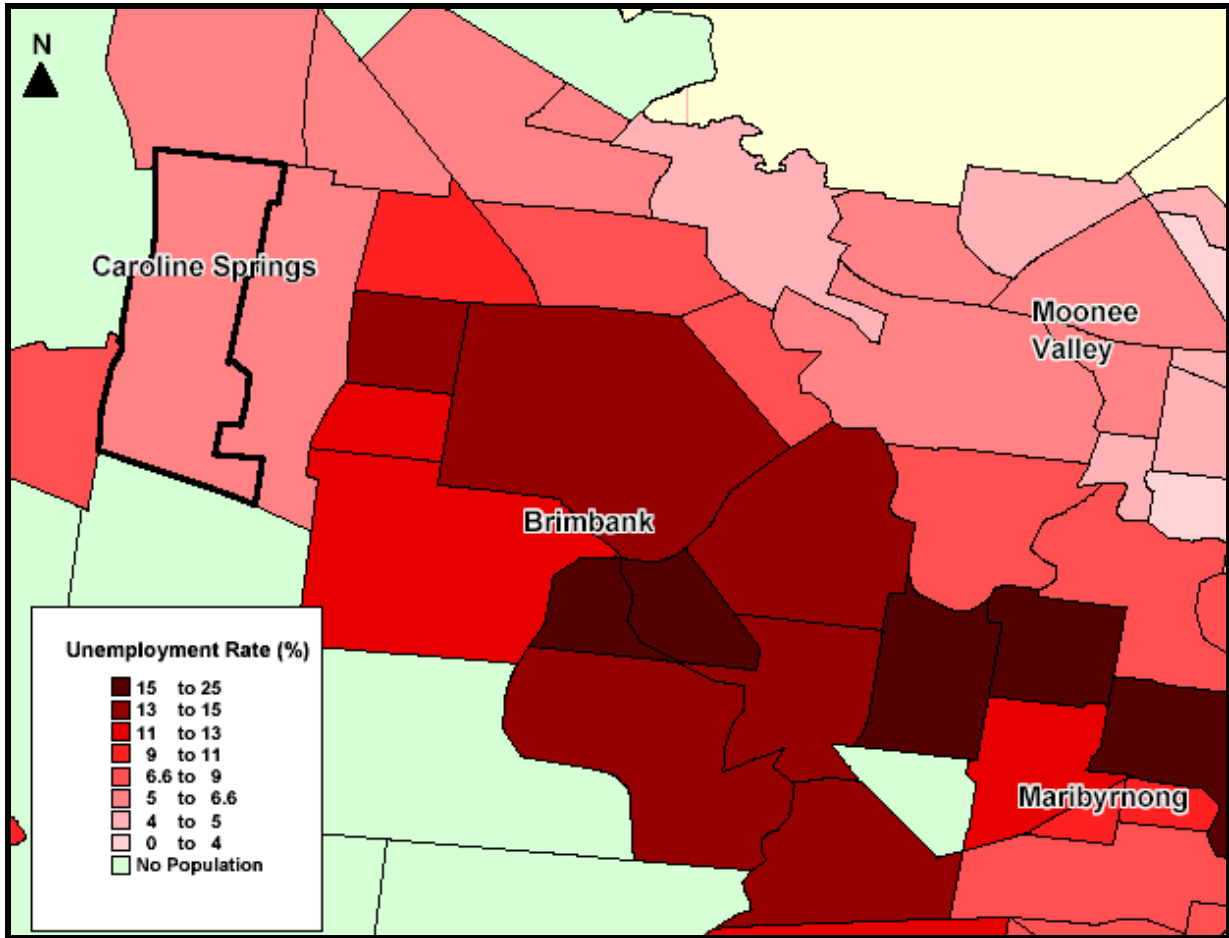 N
Caroline Springs
Moonee
Valley
Brimbank
Maribyrnong
Unemployment Rate (%)
15 to 25
13 to 15
11 to 13
9 to 11
6.6 to 9
5 to 6.6
4 to 5
0 to 4
No Population